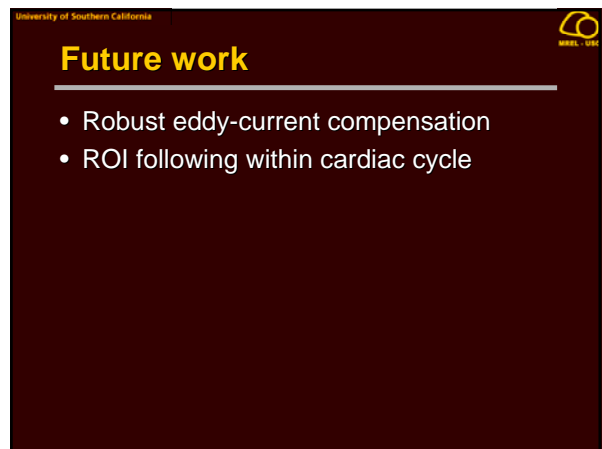 University of Southern California
MREL - USC
Future work
• Robust eddy-current compensation
• ROI following within cardiac cycle